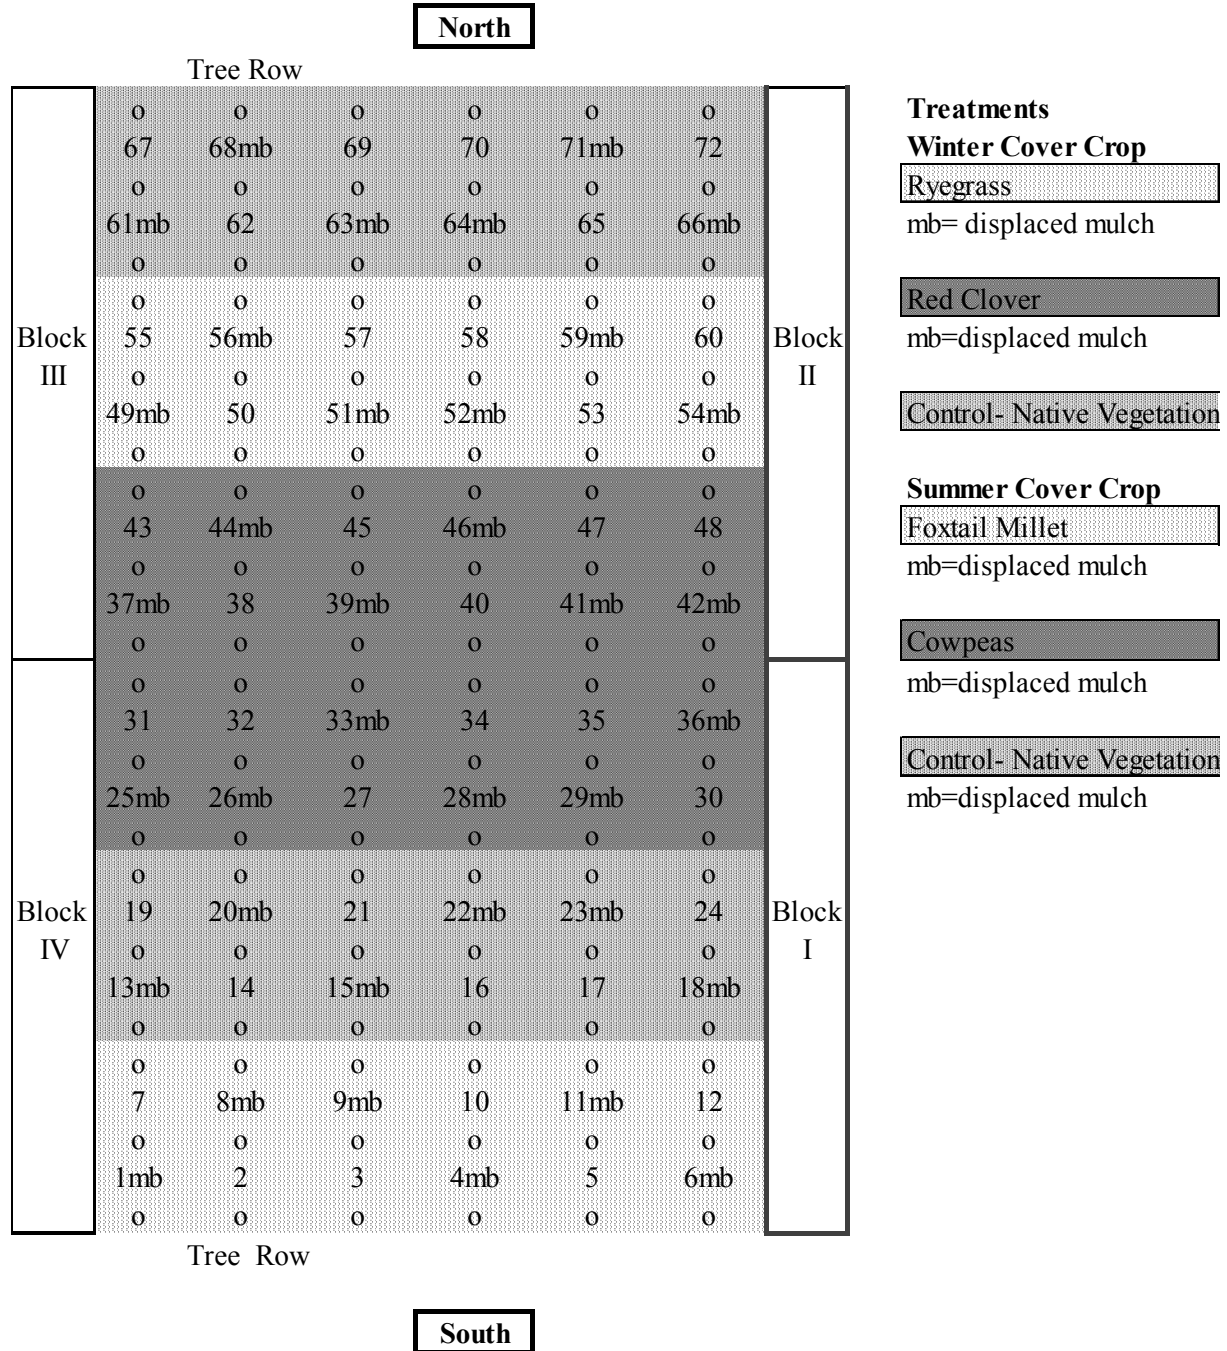 North
Tree Row
o o o o o o
67 68mb 69 70 71mb 72
o o o o o o
61mb 62 63mb 64mb 65 66mb
o o o o o o
o o o o o o
Block III
55 56mb 57 58 59mb 60
Block II
o o o o o o
49mb 50 51mb 52mb 53 54mb
o o o o o o
o o o o o o
43 44mb 45 46mb 47 48
o o o o o o
37mb 38 39mb 40 41mb 42mb
o o o o o o
o o o o o o
31 32 33mb 34 35 36mb
o o o o o o
25mb 26mb 27 28mb 29mb 30
o o o o o o
o o o o o o
Block IV
19 20mb 21 22mb 23mb 24
Block I
o o o o o o
13mb 14 15mb 16 17 18mb
o o o o o o
o o o o o o
7 8mb 9mb 10 11mb 12
o o o o o o
1mb 2 3 4mb 5 6mb
o o o o o o
Tree Row
South
Treatments
Winter Cover Crop
Ryegrass
mb= displaced mulch
Red Clover
mb=displaced mulch
Control- Native Vegetation
Summer Cover Crop
Foxtail Millet
mb=displaced mulch
Cowpeas
mb=displaced mulch
Control- Native Vegetation
mb=displaced mulch